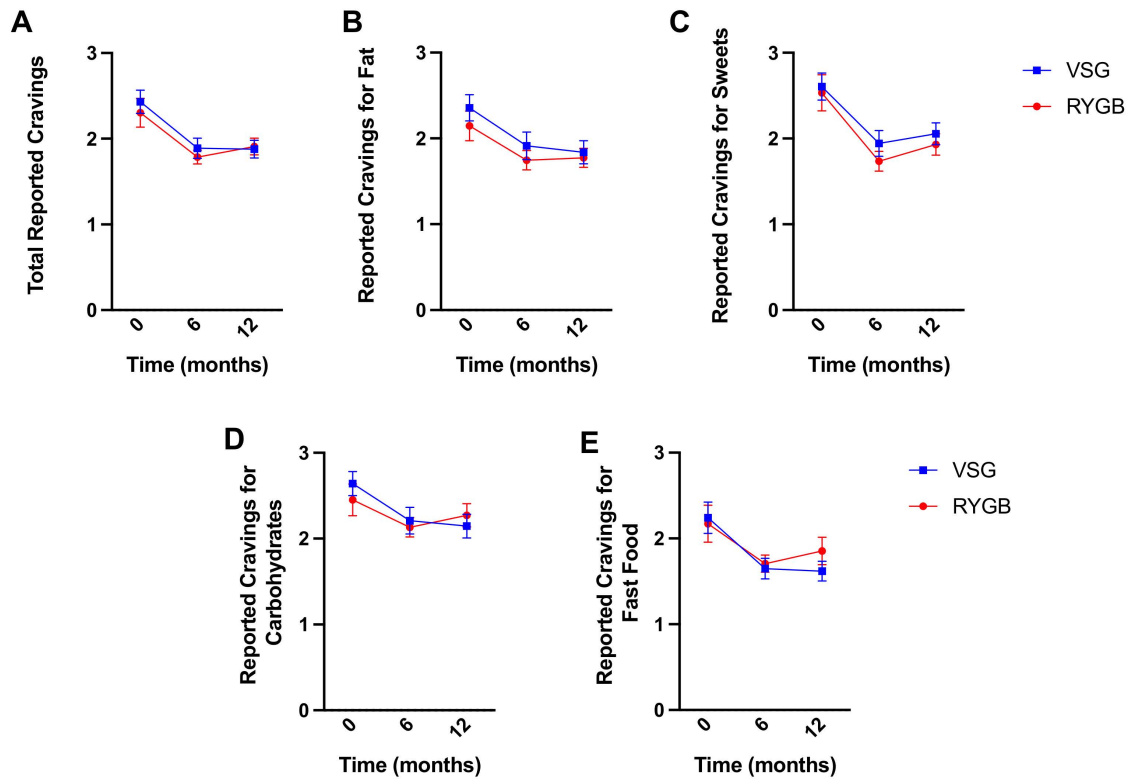 A
Total Reported Cravings
3
2
1
0
0 6 12
Time (months)
B
Reported Cravings for Fat
3
2
1
0
0 6 12
Time (months)
C
Reported Cravings for Sweets
3
2
1
0
0 6 12
Time (months)
VSG
RYGB
D
Reported Cravings for
Carbohydrates
3
2
1
0
0 6 12
Time (months)
E
Reported Cravings for
Fast Food
3
2
1
0
0 6 12
Time (months)
VSG
RYGB